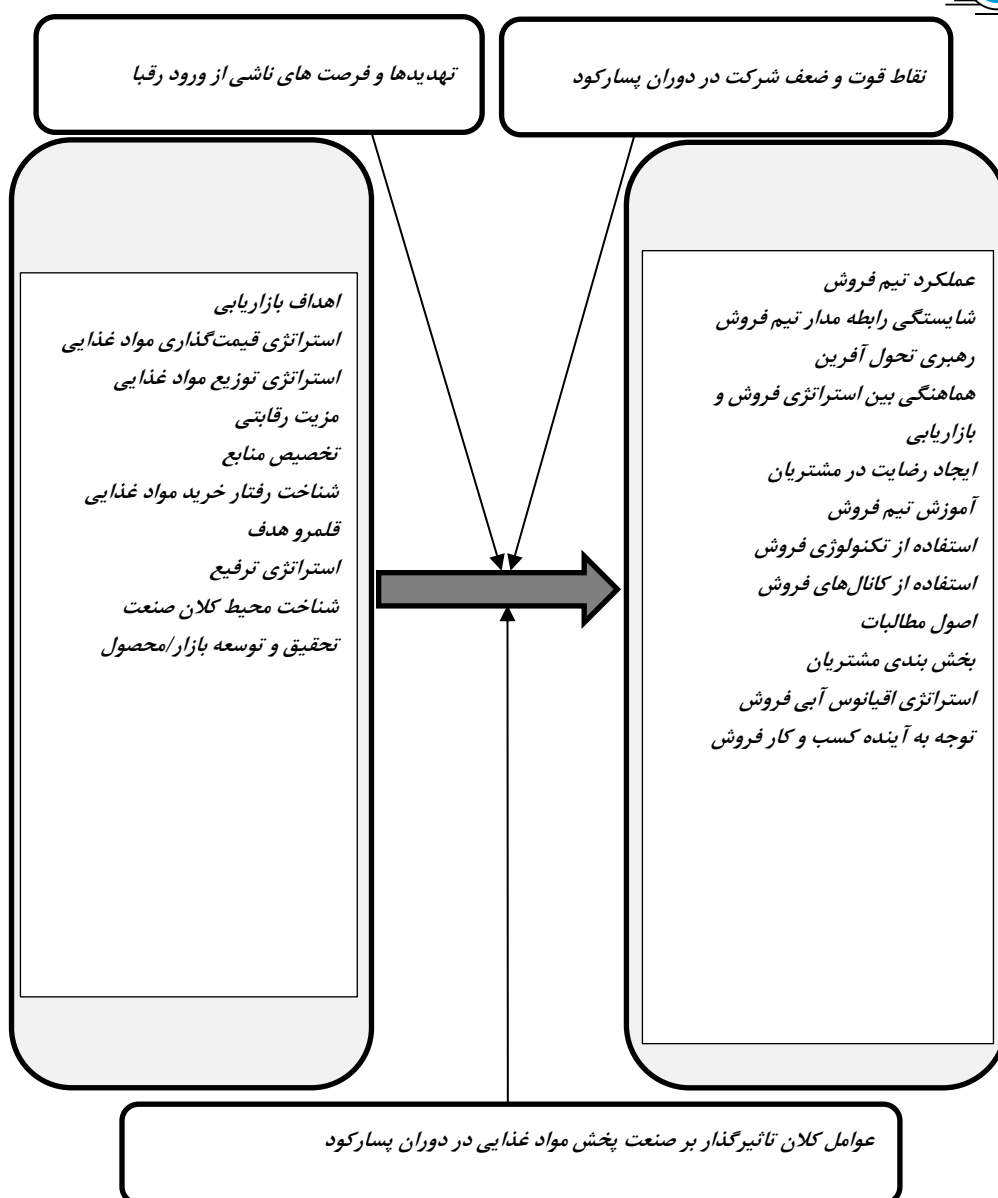 نقاط قوت و ضعف شرکت در دوران پسارکود
تهدیدها و فرصت های ناشی از ورود رقبا
عملکرد تیم فروش
شایستگی رابطه مدار تیم فروش
رهبری تحول آفرین
هماهنگی بین استراتژی فروش و
بازاریابی
ایجاد رضایت در مشتریان
آموزش تیم فروش
استفاده از تکنولوژی فروش
استفاده از کانال‌های فروش
اصول مطالبات
بخش بندی مشتریان
استراتژی اقیانوس آبی فروش
توجه به آینده کسب و کار فروش
اهداف بازاریابی
استراتژی قیمت‌گذاری مواد غذایی
استراتژی توزیع مواد غذایی
مزیت رقابتی
تخصیص منابع
شناخت رفتار خرید مواد غذایی
قلمرو هدف
استراتژی ترفیع
شناخت محیط کلان صنعت
تحقیق و توسعه بازار/محصول
عوامل کلان تاثیرگذار بر صنعت پخش مواد غذایی در دوران پسارکود